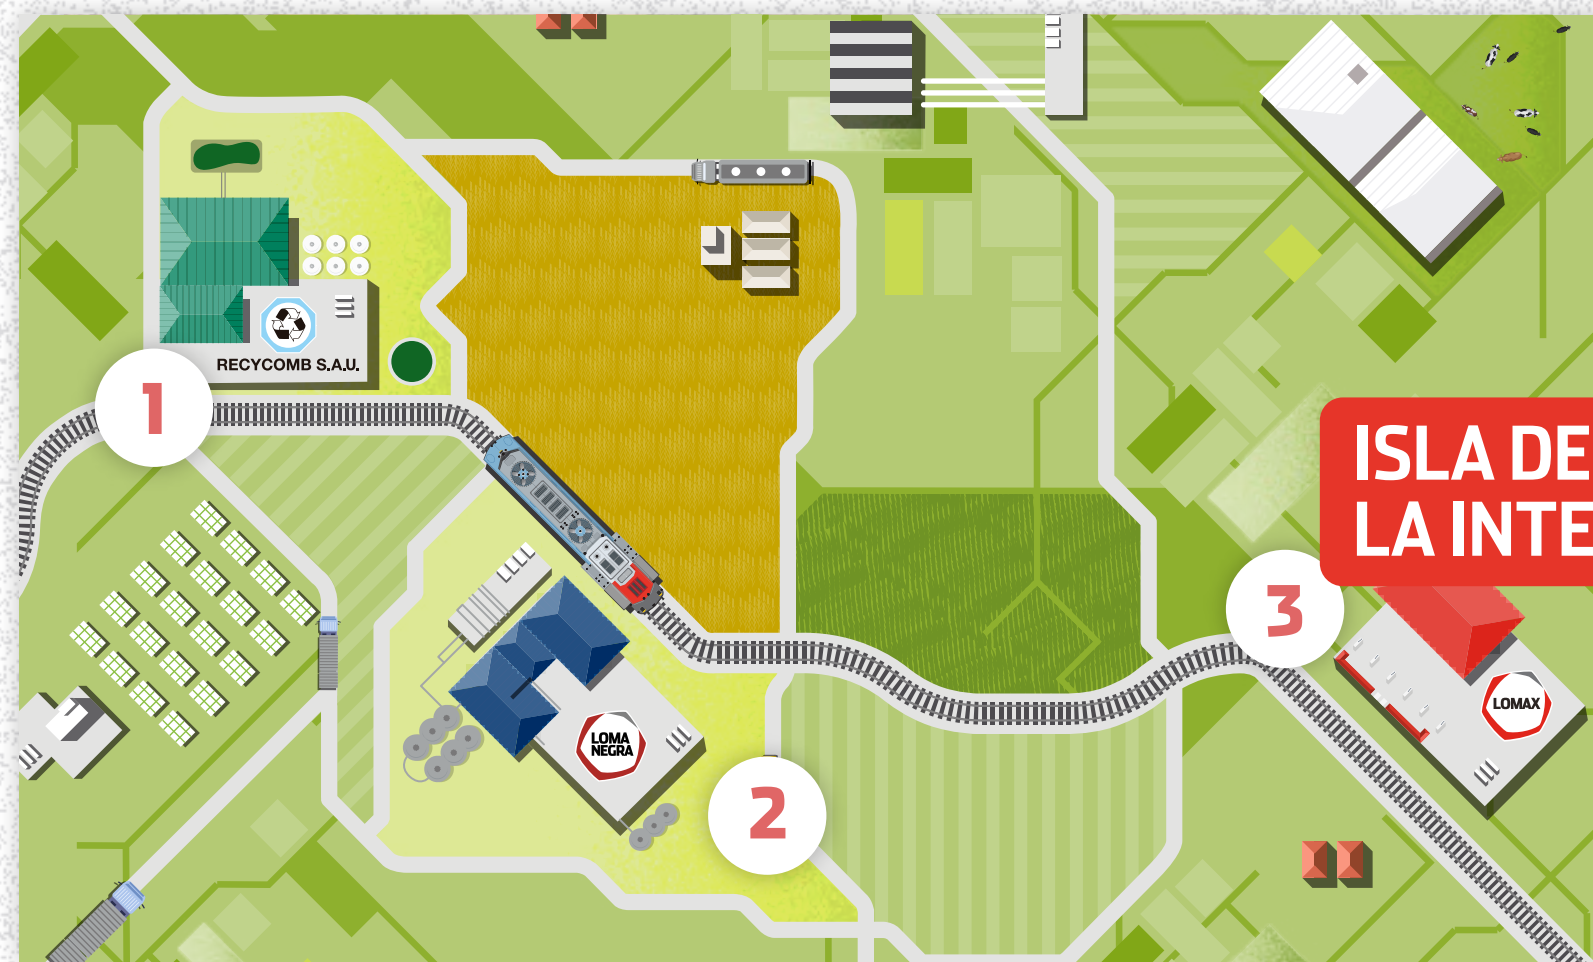 RECYCOMB S.A.U.
1
ISLA DE
LA INTE
3
LOMAX
LOMA
NEGRA
2